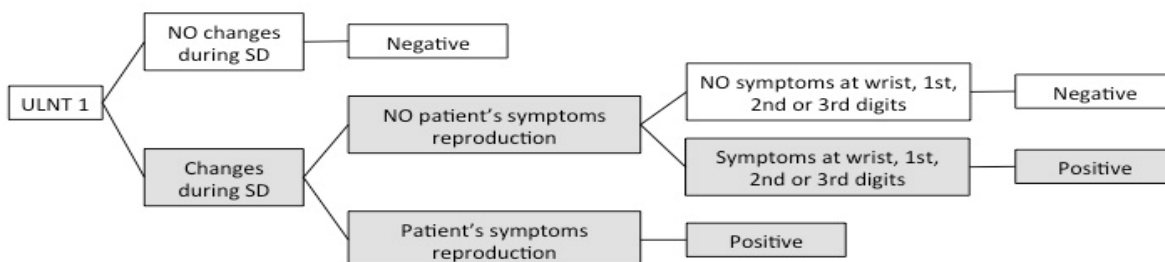 NO changes
during SD
Negative
ULNT 1
NO patient's symptoms
reproduction
NO symptoms at wrist, 1st,
2nd or 3rd digits
Negative
Changes
during SD
Symptoms at wrist, 1st,
2nd or 3rd digits
Positive
Patient's symptoms
reproduction
Positive